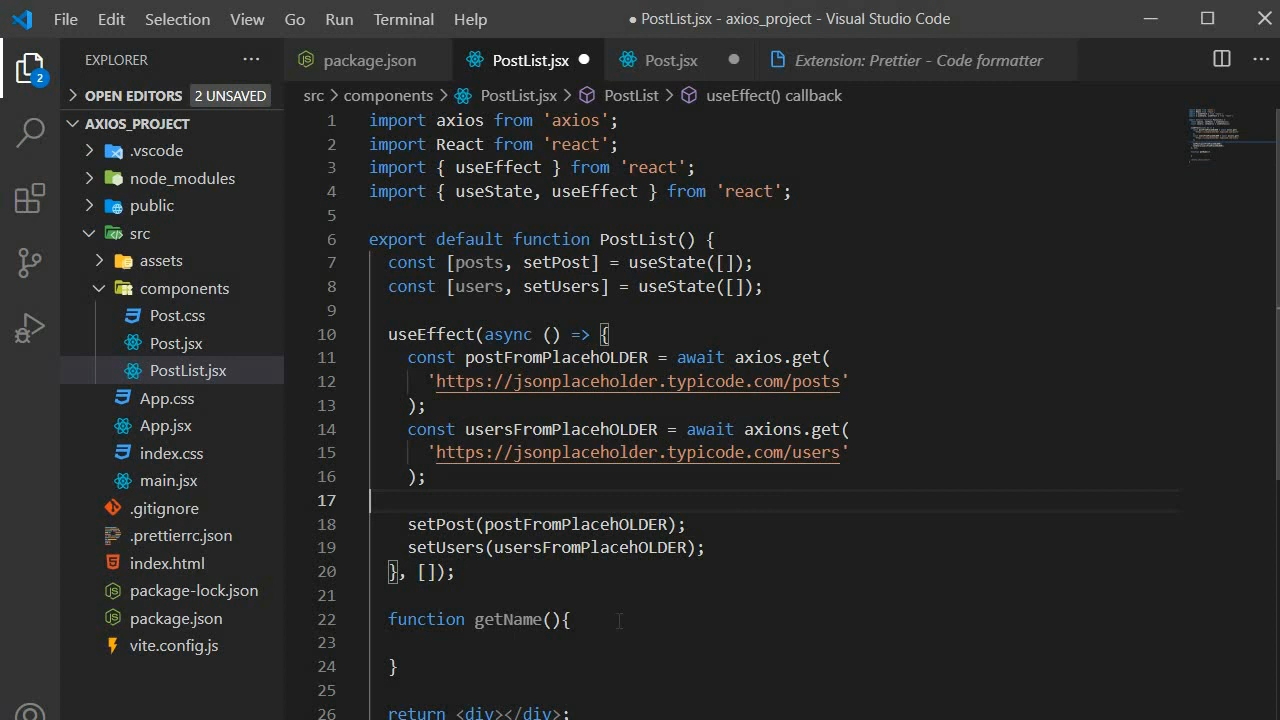 File Edit Selection View Go Run Terminal Help ● PostList.jsx - axios_project - Visual Studio Code
EXPLORER
OPEN EDITORS 2 UNSAVED
AXIOS_PROJECT
.vscode
node_modules
public
src
assets
components
Post.css
Post.jsx
PostList.jsx
App.css
App.jsx
index.css
main.jsx
.gitignore
.prettierrc.json
index.html
package-lock.json
package.json
vite.config.js
2
package.json PostList.jsx Post.jsx Extension: Prettier - Code formatter
src > components > PostList.jsx > PostList > useEffect() callback
1 import axios from 'axios';
2 import React from 'react';
3 import { useEffect } from 'react';
4 import { useState, useEffect } from 'react';
5
6 export default function PostList() {
7 const [posts, setPost] = useState([]);
8 const [users, setUsers] = useState([]);
9
10 useEffect(async () => {
11 const postFromPlacehOLDER = await axios.get(
12 'https://jsonplaceholder.typicode.com/posts'
13 );
14 const usersFromPlacehOLDER = await axions.get(
15 'https://jsonplaceholder.typicode.com/users'
16 );
17
18 setPost(postFromPlacehOLDER);
19 setUsers(usersFromPlacehOLDER);
20 }, []);
21
22 function getName(){
23
24 }
25
26 return <div></div>;